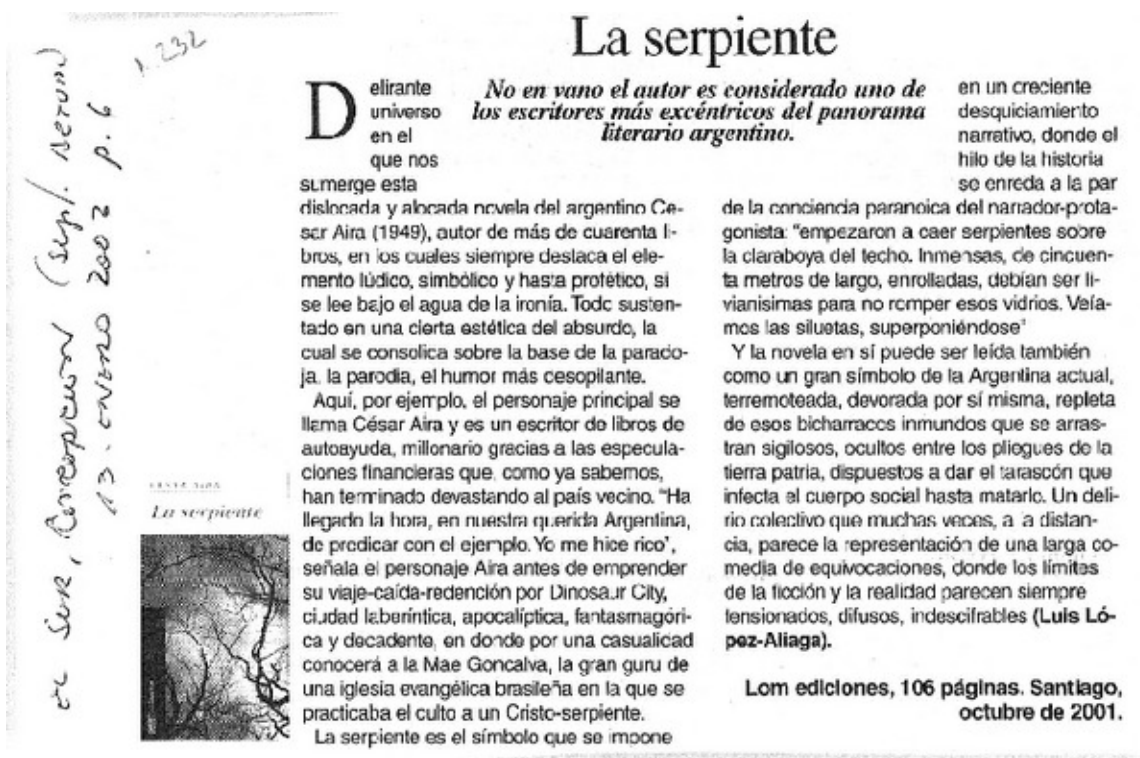 La serpiente
No en vano el autor es considerado uno de
los escritores más excéntricos del panorama
literario argentino.
Delirante
universo
en el
que nos
sumerge esta
dislocada y alocada novela del argentino Ce-
sar Aira (1949), autor de más de cuarenta li-
bros, en los cuales siempre destaca el ele-
mento lúdico, simbólico y hasta profético, si
se lee bajo el agua de la ironía. Todo susten-
tado en una cierta estética del absurdo, la
cual se consolida sobre la base de la parado-
ja, la parodia, el humor más desopilante.
Aquí, por ejemplo, el personaje principal se
llama César Aira y es un escritor de libros de
autoayuda, millonario gracias a las especula-
ciones financieras que, como ya sabemos,
han terminado devastando al país vecino. "Ha
llegado la hora, en nuestra querida Argentina,
de predicar con el ejemplo. Yo me hice rico",
señala el personaje Aira antes de emprender
su viaje-caída-redención por Dinosaur City,
ciudad laberíntica, apocalíptica, fantasmagóri-
ca y decadente, en donde por una casualidad
conocerá a la Mae Goncalva, la gran guru de
una iglesia evangélica brasileña en la que se
practicaba el culto a un Cristo-serpiente.
La serpiente es el símbolo que se impone
en un creciente
desquiciamiento
narrativo, donde el
hilo de la historia
se enreda a la par
de la conciencia paranoica del narrador-prota-
gonista: "empezaron a caer serpientes sobre
la claraboya del techo. Inmensas, de cincuen-
ta metros de largo, enrolladas, debían ser li-
vianísimas para no romper esos vidrios. Veía-
mos las siluetas, superponiéndose"
Y la novela en sí puede ser leída también
como un gran símbolo de la Argentina actual,
terremoteada, devorada por sí misma, repleta
de esos bicharracos inmundos que se arras-
tran sigilosos, ocultos entre los pliegues de la
tierra patria, dispuestos a dar el tarascón que
infecta el cuerpo social hasta matarlo. Un deli-
rio colectivo que muchas veces, a la distan-
cia, parece la representación de una larga co-
media de equivocaciones, donde los límites
de la ficción y la realidad parecen siempre
tensionados, difusos, indescifrables (Luis Ló-
pez-Aliaga).
Lom ediciones, 106 páginas. Santiago,
octubre de 2001.
La serpiente
el Sur, Concepción (sup.
13. enero 2002 p. 6
232